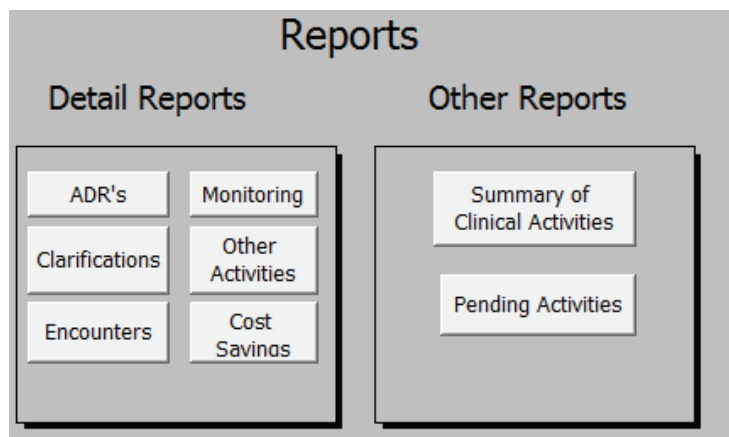 Reports
Detail Reports
Other Reports
ADR's
Monitoring
Clarifications
Other
Activities
Encounters
Cost
Savings
Summary of
Clinical Activities
Pending Activities